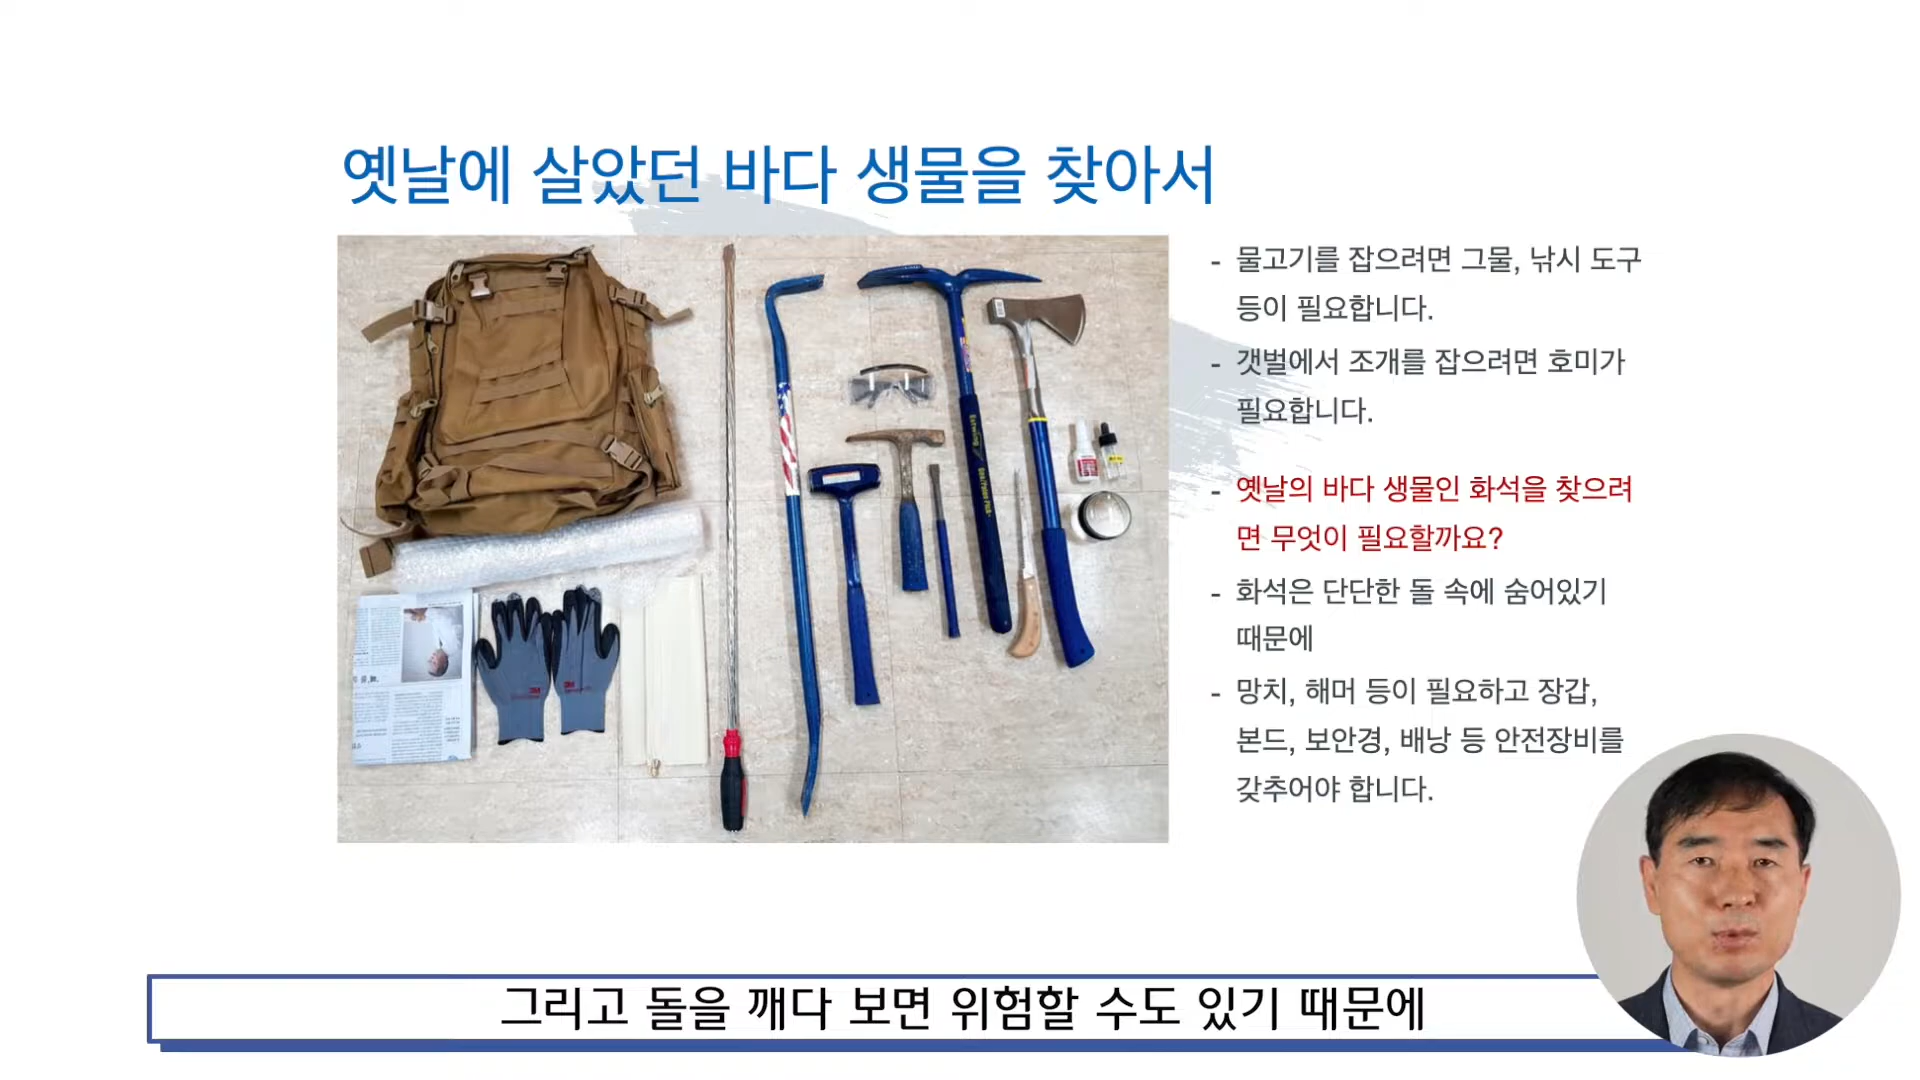 옛날에 살았던 바다 생물을 찾아서
- 물고기를 잡으려면 그물, 낚시 도구
등이 필요합니다.
- 갯벌에서 조개를 잡으려면 호미가
필요합니다.
- 옛날의 바다 생물인 화석을 찾으려
면 무엇이 필요할까요?
- 화석은 단단한 돌 속에 숨어있기
때문에
- 망치, 해머 등이 필요하고 장갑,
본드, 보안경, 배낭 등 안전장비를
갖추어야 합니다.
Estwing
3M
3M
그리고 돌을 깨다 보면 위험할 수도 있기 때문에